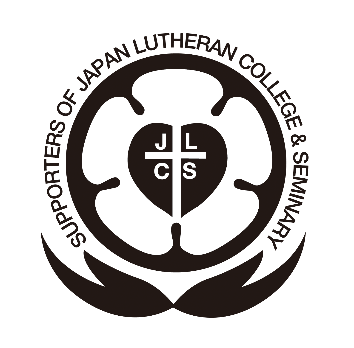 SUPPORTERS OF JAPAN LUTHERAN COLLEGE & SEMINARY
J L
C S